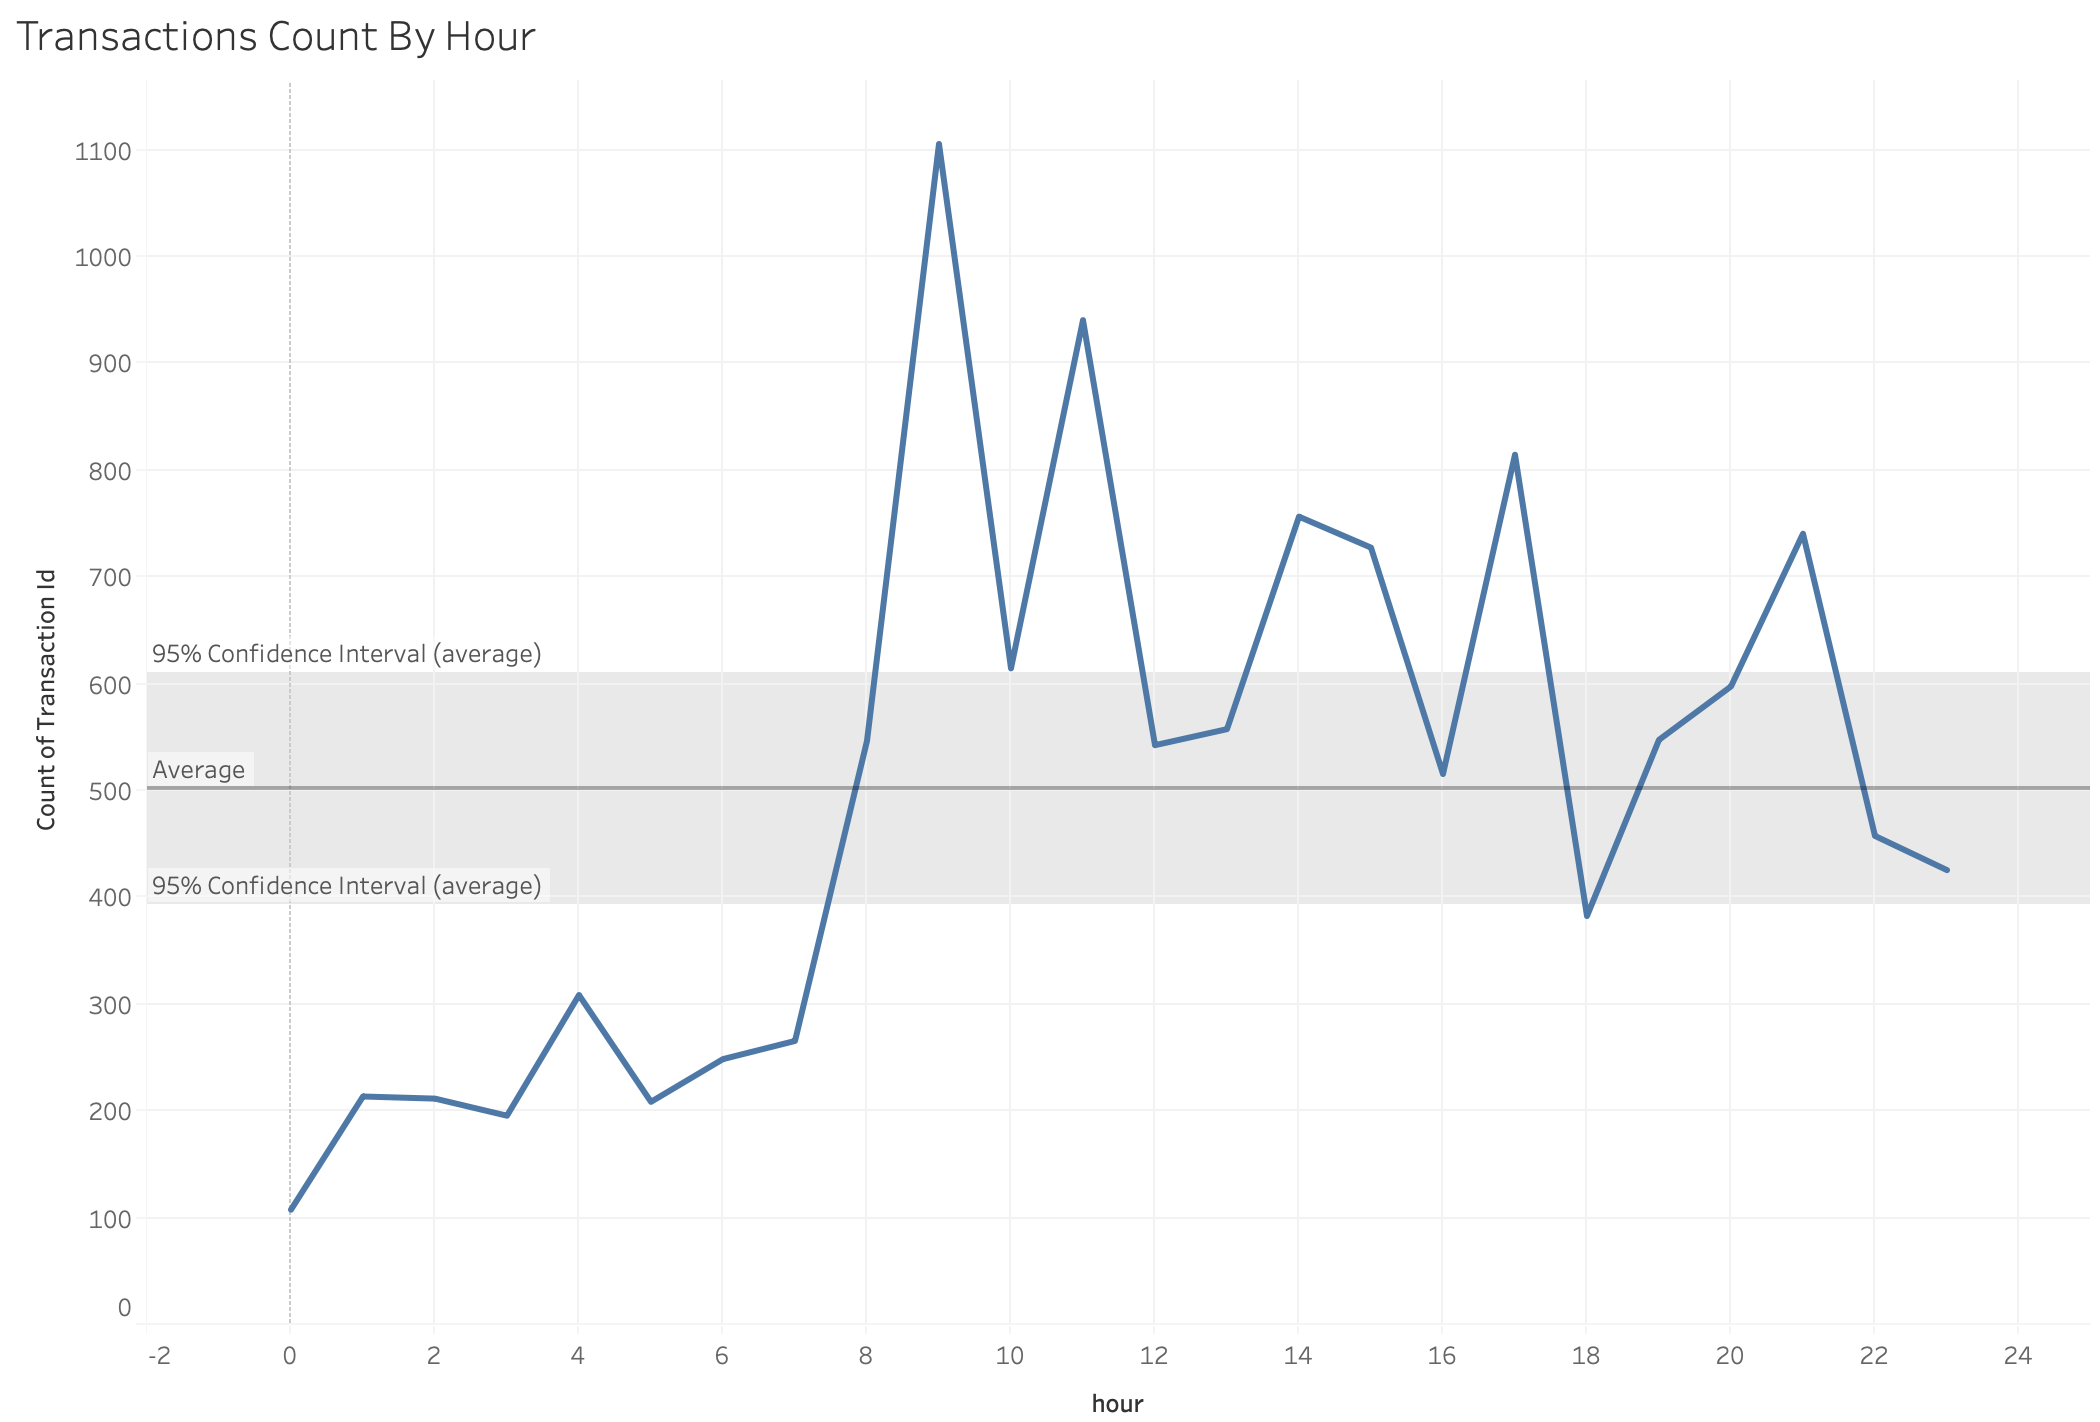 Transactions Count By Hour
Count of Transaction Id
1100
1000
900
800
700
95% Confidence Interval (average)
600
Average
500
95% Confidence Interval (average)
400
300
200
100
0
-2 0 2 4 6 8 10 12 14 16 18 20 22 24
hour